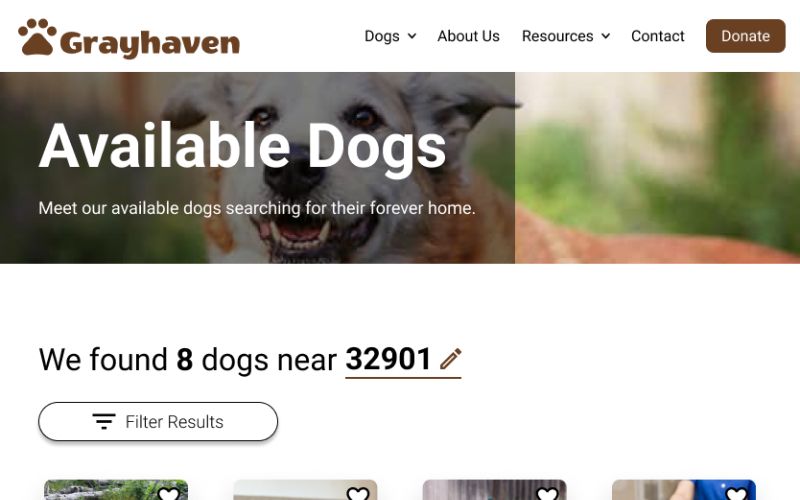 Grayhaven
Dogs About Us Resources Contact Donate
Available Dogs
Meet our available dogs searching for their forever home.
We found 8 dogs near 32901
Filter Results